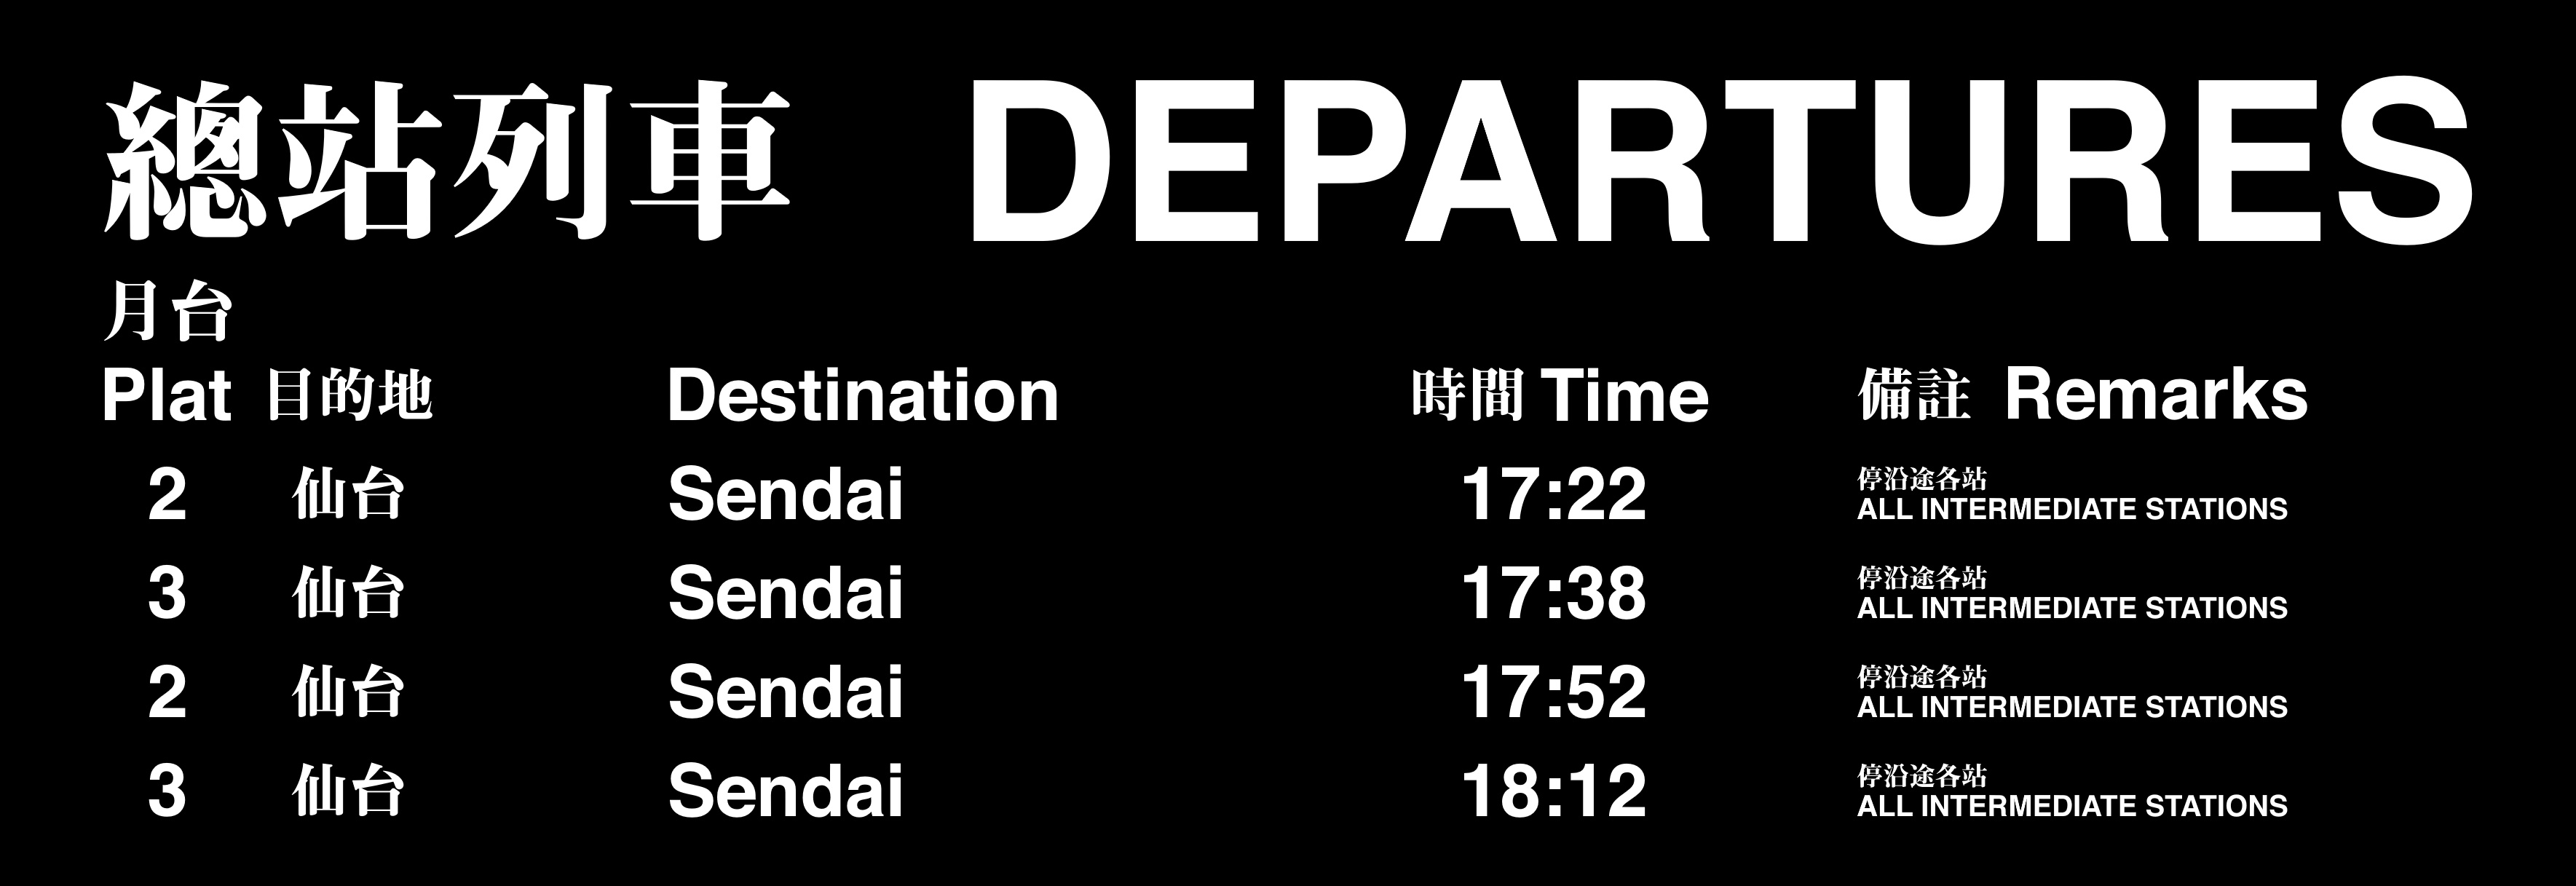 總站列車 DEPARTURES
月台
Plat 目的地 Destination 時間 Time 備註 Remarks
2 仙台 Sendai 17:22 停沿途各站
ALL INTERMEDIATE STATIONS
3 仙台 Sendai 17:38 停沿途各站
ALL INTERMEDIATE STATIONS
2 仙台 Sendai 17:52 停沿途各站
ALL INTERMEDIATE STATIONS
3 仙台 Sendai 18:12 停沿途各站
ALL INTERMEDIATE STATIONS